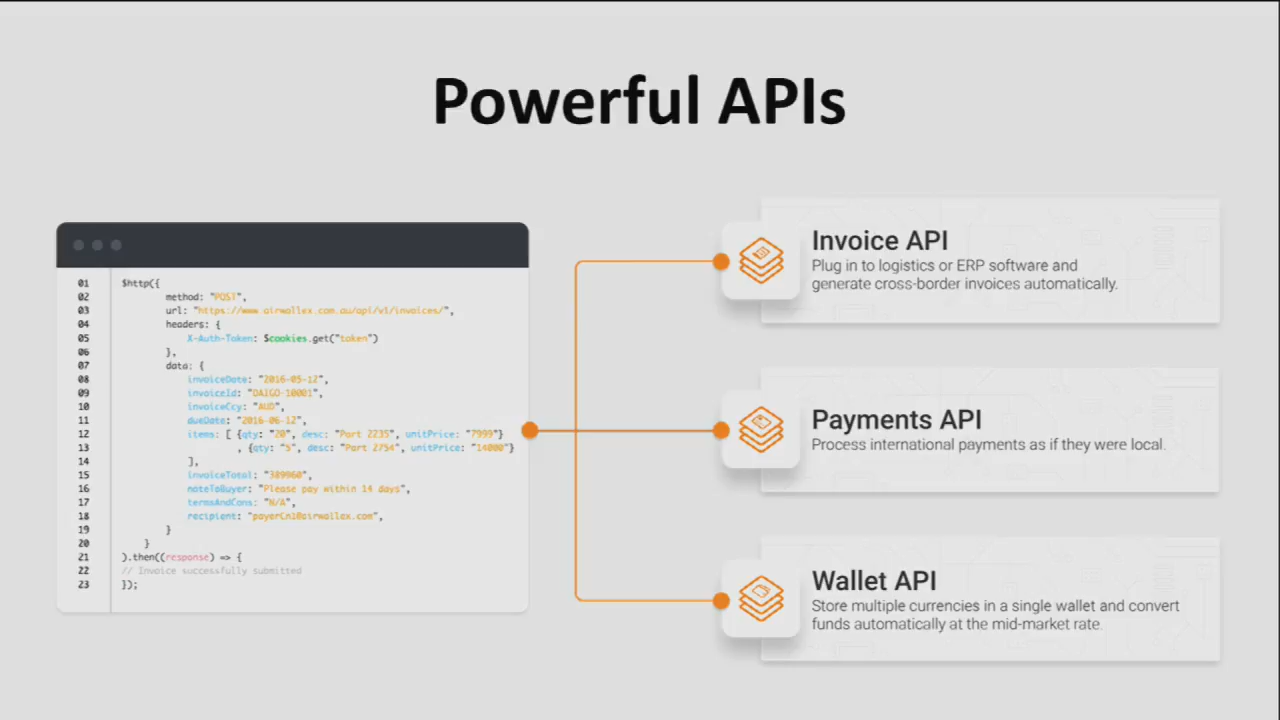 Powerful APIs
01 $http({
02 method: "POST",
03 url: "https://www.airwallex.com.au/api/v1/invoices/",
04 headers: {
05 X-Auth-Token: $cookies.get("token")
06 },
07 data: {
08 invoiceDate: "2016-05-12",
09 invoiceId: "DAIGO-10001",
10 invoiceCcy: "AUD",
11 dueDate: "2016-06-12",
12 items: [ {qty: "20", desc: "Part 2235", unitPrice: "7999"}
13 , {qty: "5", desc: "Part 2754", unitPrice: "14000"}
14 ],
15 invoiceTotal: "389960",
16 noteToBuyer: "Please pay within 14 days",
17 termsAndCons: "N/A",
18 recipient: "payerCn1@airwallex.com",
19 }
20 }
21 ).then((response) => {
22 // Invoice successfully submitted
23 });
Invoice API
Plug in to logistics or ERP software and
generate cross-border invoices automatically.
Payments API
Process international payments as if they were local.
Wallet API
Store multiple currencies in a single wallet and convert
funds automatically at the mid-market rate.